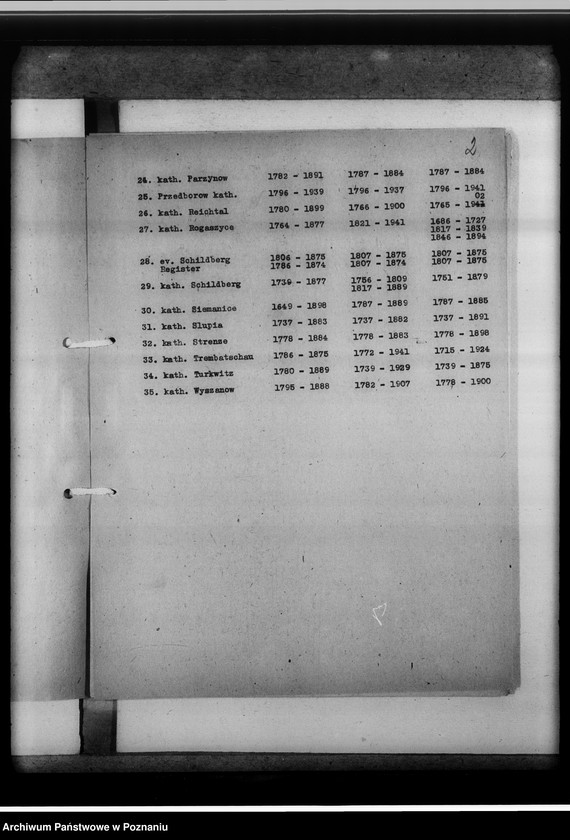 2
24. kath. Parzynow 1782 - 1891 1787 - 1884 1787 - 1884
25. Przedborow kath. 1796 - 1939 1796 - 1937 1796 - 1941
02
26. kath. Reichtal 1780 - 1899 1766 - 1900 1765 - 1941
27. kath. Rogaszyce 1764 - 1877 1821 - 1941 1686 - 1727
1817 - 1839
1846 - 1894
28. ev. Schildberg 1806 - 1875 1807 - 1875 1807 - 1875
Register 1786 - 1874 1807 - 1874 1807 - 1875
29. kath. Schildberg 1739 - 1877 1756 - 1809 1751 - 1879
1817 - 1889
30. kath. Siemanice 1649 - 1898 1787 - 1889 1787 - 1885
31. kath. Slupia 1737 - 1883 1737 - 1882 1737 - 1891
32. kath. Strenze 1778 - 1884 1778 - 1883 1778 - 1898
33. kath. Trembatschau 1786 - 1875 1772 - 1941 1715 - 1924
34. kath. Turkwitz 1780 - 1889 1739 - 1929 1739 - 1875
35. kath. Wyszanow 1795 - 1888 1782 - 1907 1778 - 1900
Archiwum Państwowe w Poznaniu